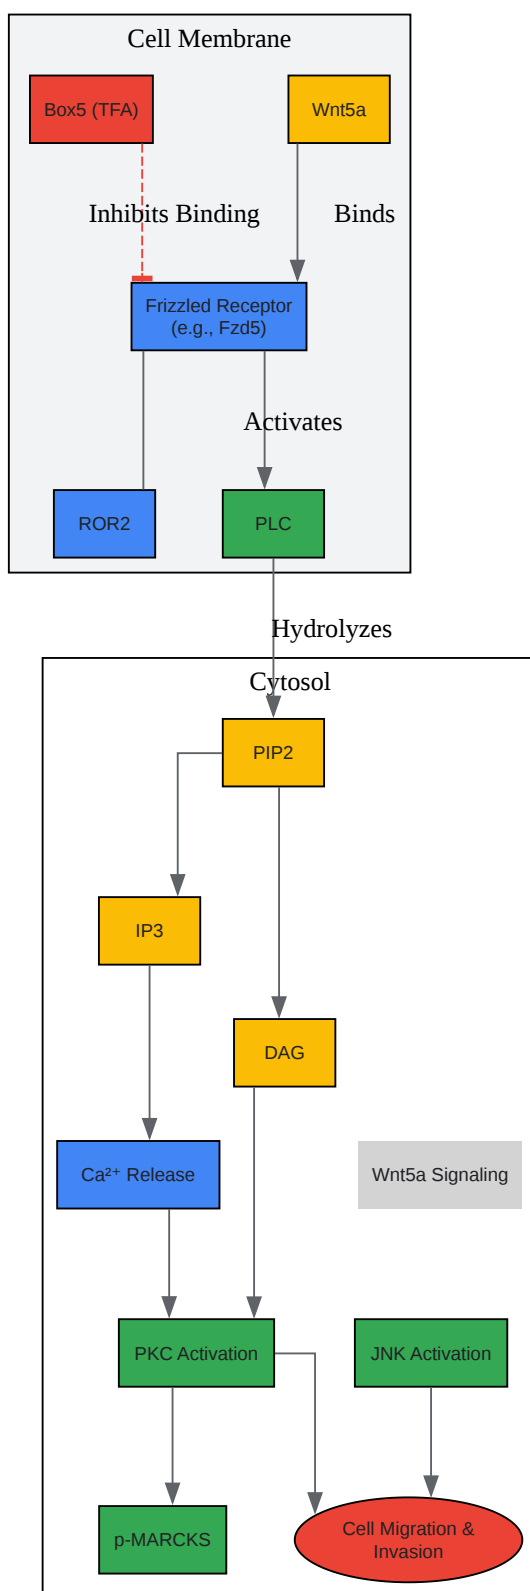 Cell Membrane
Box5 (TFA)
Wnt5a
Inhibits Binding
Binds
Frizzled Receptor
(e.g., Fzd5)
Activates
ROR2
PLC
Hydrolyzes
Cytosol
PIP2
IP3
DAG
Ca²⁺ Release
Wnt5a Signaling
PKC Activation
JNK Activation
p-MARCKS
Cell Migration &
Invasion